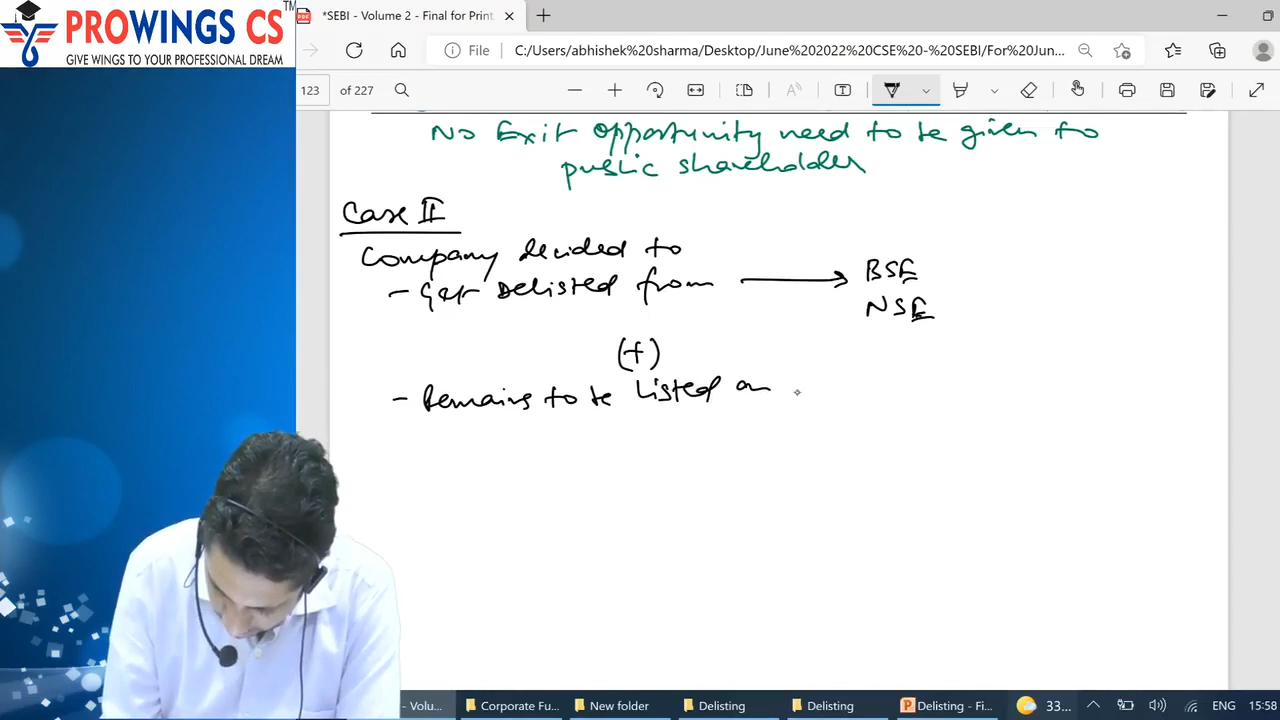 PROWINGS CS TM
GIVE WINGS TO YOUR PROFESSIONAL DREAM
*SEBI - Volume 2 - Final for Print
File C:/Users/abhishek%20sharma/Desktop/June%202022%20CSE%20-%20SEBI/For%20Jun...
123 of 227
No Exit opportunity need to be given to
public shareholder
Case II
Company decided to
- Get Delisted from → BSE
NSE
(+)
- Remains to be Listed on
- Volu... Corporate Fu... New folder Delisting Delisting Delisting - Fi... 33... ENG 15:58